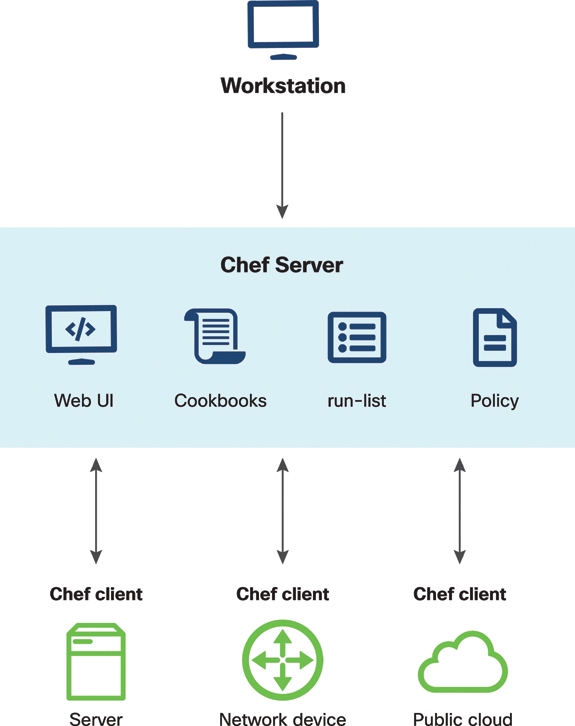 Workstation
Chef Server
</>
Web UI
Cookbooks
run-list
Policy
Chef client
Chef client
Chef client
Server
Network device
Public cloud